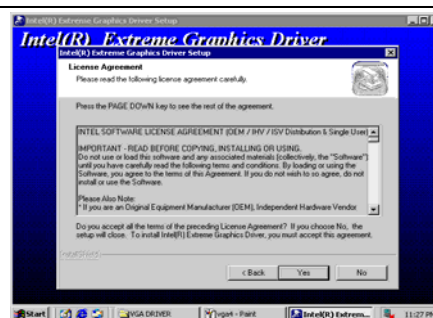 Intel(R) Extreme Graphics Driver Setup
Intel(R) Extreme Graphics Driver
Intel(R) Extreme Graphics Driver Setup
License Agreement
Please read the following license agreement carefully.
Press the PAGE DOWN key to see the rest of the agreement.
INTEL SOFTWARE LICENSE AGREEMENT (OEM / IHV / ISV Distribution & Single User)
IMPORTANT - READ BEFORE COPYING, INSTALLING OR USING.
Do not use or load this software and any associated materials (collectively, the "Software")
until you have carefully read the following terms and conditions. By loading or using the
Software, you agree to the terms of this Agreement. If you do not wish to so agree, do not
install or use the Software.
Please Also Note:
* If you are an Original Equipment Manufacturer (OEM), Independent Hardware Vendor
Do you accept all the terms of the preceding License Agreement? If you choose No, the
setup will close. To install Intel(R) Extreme Graphics Driver, you must accept this agreement.
InstallShield
< Back
Yes
No
Start
VGA DRIVER
vga4 - Paint
Intel(R) Extrem...
11:27 PM